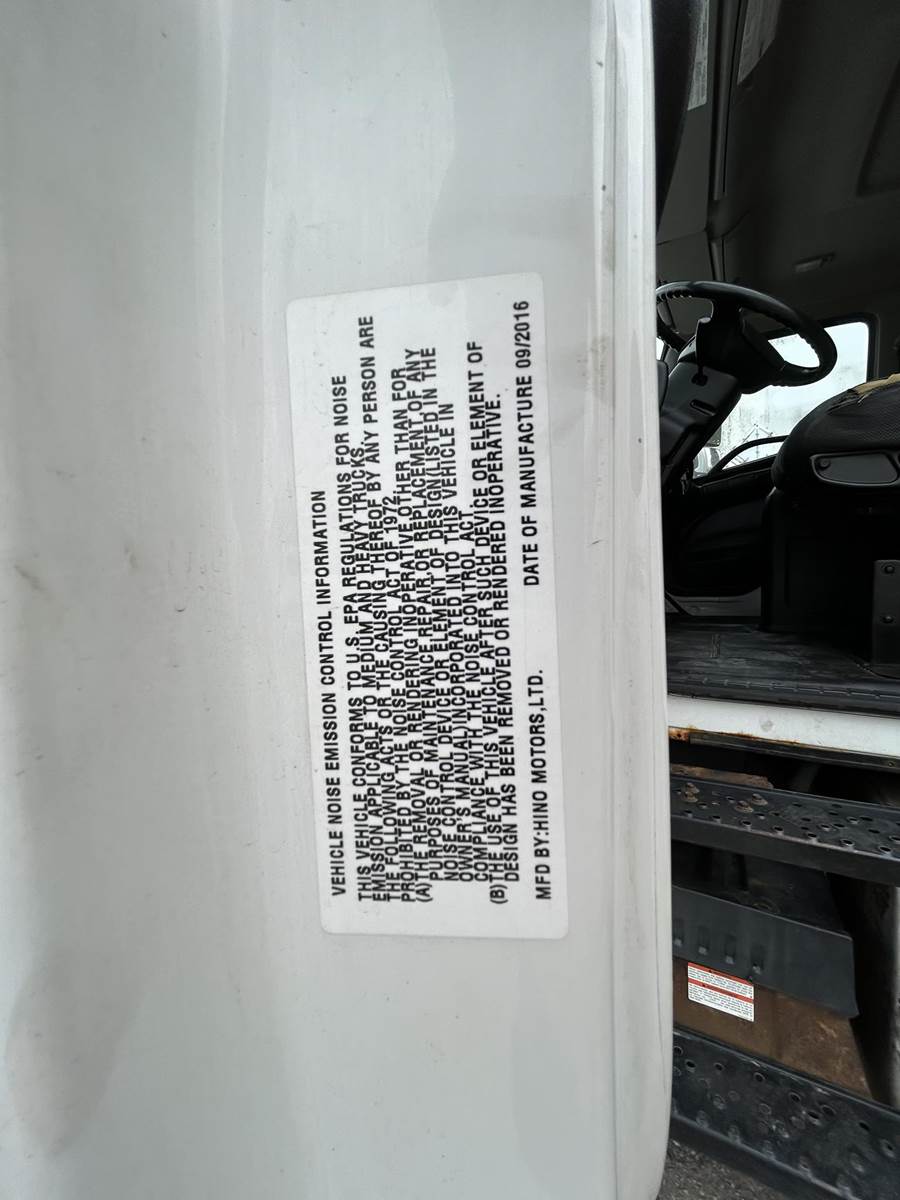 VEHICLE NOISE EMISSION CONTROL INFORMATION
THIS VEHICLE CONFORMS TO U.S. EPA REGULATIONS FOR NOISE
EMISSION APPLICABLE TO MEDIUM AND HEAVY TRUCKS.
THE FOLLOWING ACTS OR THE CAUSING THEREOF BY ANY PERSON ARE
PROHIBITED BY THE NOISE CONTROL ACT OF 1972.
(A) THE REMOVAL OR RENDERING INOPERATIVE OTHER THAN FOR
PURPOSES OF MAINTENANCE, REPAIR, OR REPLACEMENT OF ANY
NOISE CONTROL DEVICE OR ELEMENT OF DESIGN(LISTED IN THE
OWNER'S MANUAL)INCORPORATED INTO THIS VEHICLE IN
COMPLIANCE WITH THE NOISE CONTROL ACT.
(B) THE USE OF THIS VEHICLE AFTER SUCH DEVICE OR ELEMENT OF
DESIGN HAS BEEN REMOVED OR RENDERED INOPERATIVE.
MFD BY:HINO MOTORS,LTD. DATE OF MANUFACTURE 09/2016